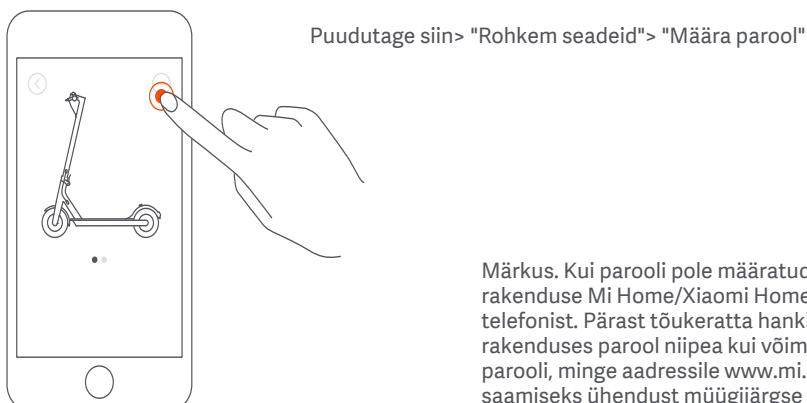 Puudutage siin> "Rohkem seadeid"> "Määra parool"
Märkus. Kui parooli pole määratud
rakenduse Mi Home/Xiaomi Home
telefonist. Pärast tõukeratta hanki
rakenduses parool niipea kui võim
parooli, minge aadressile www.mi.
saamiseks ühendust müügijärgse